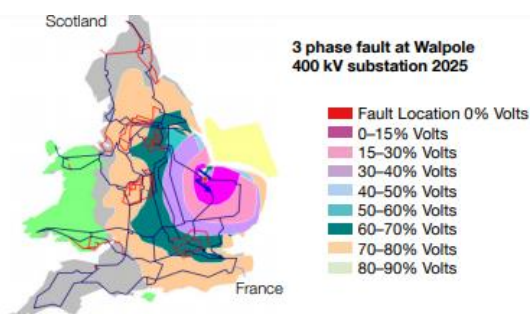 Scotland
3 phase fault at Walpole
400 kV substation 2025
Fault Location 0% Volts
0–15% Volts
15–30% Volts
30–40% Volts
40–50% Volts
50–60% Volts
60–70% Volts
70–80% Volts
80–90% Volts
France